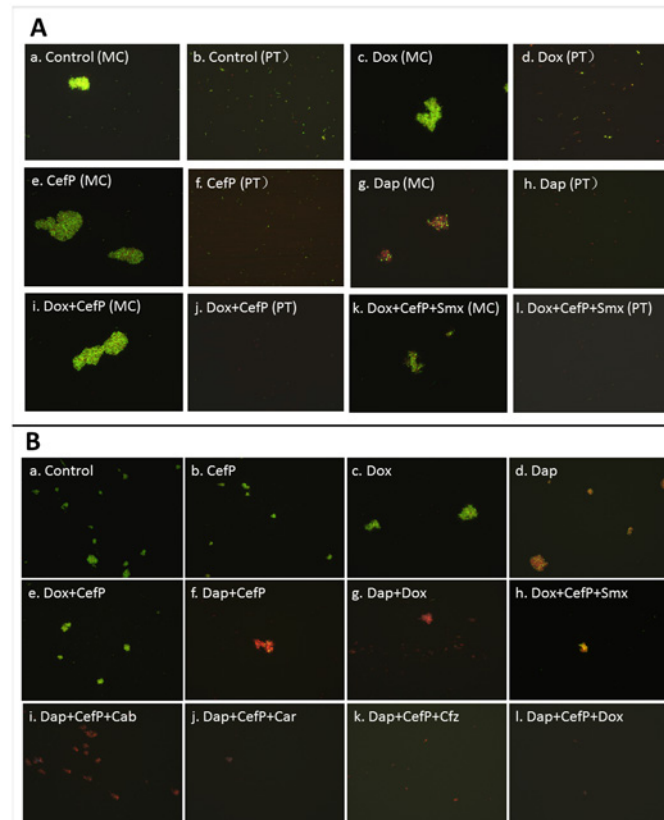 A
a. Control (MC)
b. Control (PT）
c. Dox (MC)
d. Dox (PT）
e. CefP (MC)
f. CefP (PT）
g. Dap (MC)
h. Dap (PT）
i. Dox+CefP (MC)
j. Dox+CefP (PT)
k. Dox+CefP+Smx (MC)
l. Dox+CefP+Smx (PT)
B
a. Control
b. CefP
c. Dox
d. Dap
e. Dox+CefP
f. Dap+CefP
g. Dap+Dox
h. Dox+CefP+Smx
i. Dap+CefP+Cab
j. Dap+CefP+Car
k. Dap+CefP+Cfz
l. Dap+CefP+Dox